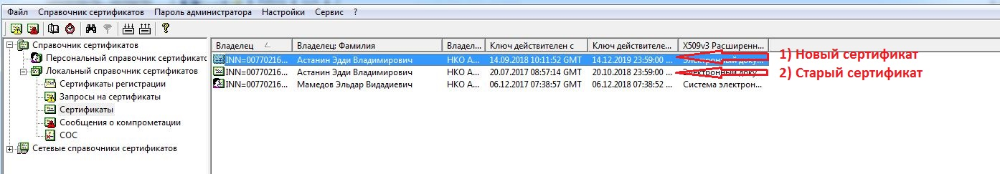 Файл Справочник сертификатов Пароль администратора Настройки Сервис ?
Справочник сертификатов
Персональный справочник сертификатс
Локальный справочник сертификатов
Сертификаты регистрации
Запросы на сертификаты
Сертификаты
Сообщения о компрометации
СОС
Сетевые справочники сертификатов
Владелец Владелец: Фамилия Владел... Ключ действителен с Ключ действителе... X509v3 Расширенн...
INN=00770216... Астанин Эдди Владимирович НКО А... 14.09.2018 10:11:52 GMT 14.12.2019 23:59:00 ... Электронный доку... 1) Новый сертификат
INN=00770216... Астанин Эдди Владимирович НКО А... 20.07.2017 08:57:14 GMT 20.10.2018 23:59:00 ... Электронный доку... 2) Старый сертификат
INN=00770216... Мамедов Эльдар Видадиевич НКО А... 06.12.2017 07:38:57 GMT 06.12.2018 07:38:52 ... Система электрон...